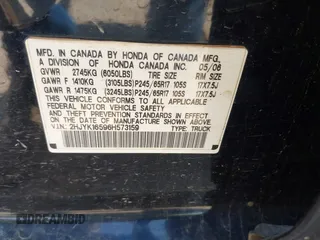 MFD. IN CANADA BY HONDA OF CANADA MFG.,
A DIVISION OF HONDA CANADA INC. 05/06
GVWR 2745KG (6050LBS) TIRE SIZE RIM SIZE
GAWR F 1410KG (3105LBS) P245/65R17 105S 17X7.5J
GAWR R 1475KG (3245LBS) P245/65R17 105S 17X7.5J
THIS VEHICLE CONFORMS TO ALL APPLICABLE FEDERAL
MOTOR VEHICLE SAFETY
AND THEFT PREVENTION STANDARDS IN EFFECT ON THE
DATE OF MANUFACTURE SHOWN ABOVE.
V.I.N.: 2HJYK16596H573159 TYPE: TRUCK
DREAMBID